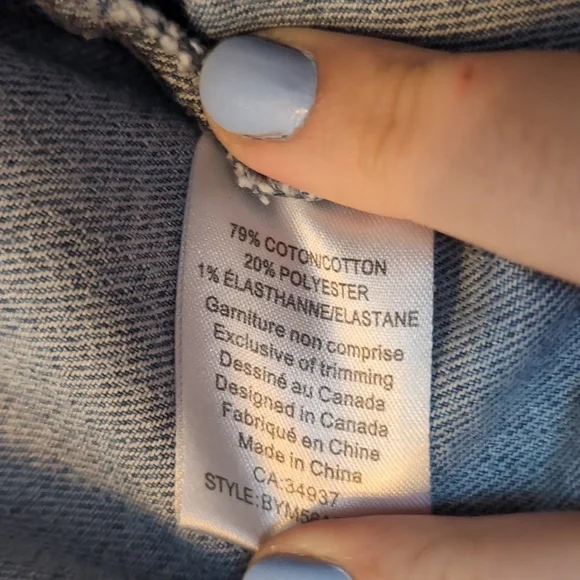 79% COTON/COTTON
20% POLYESTER
1% ÉLASTHANNE/ELASTANE
Garniture non comprise
Exclusive of trimming
Dessiné au Canada
Designed in Canada
Fabriqué en Chine
Made in China
CA:34937
STYLE: